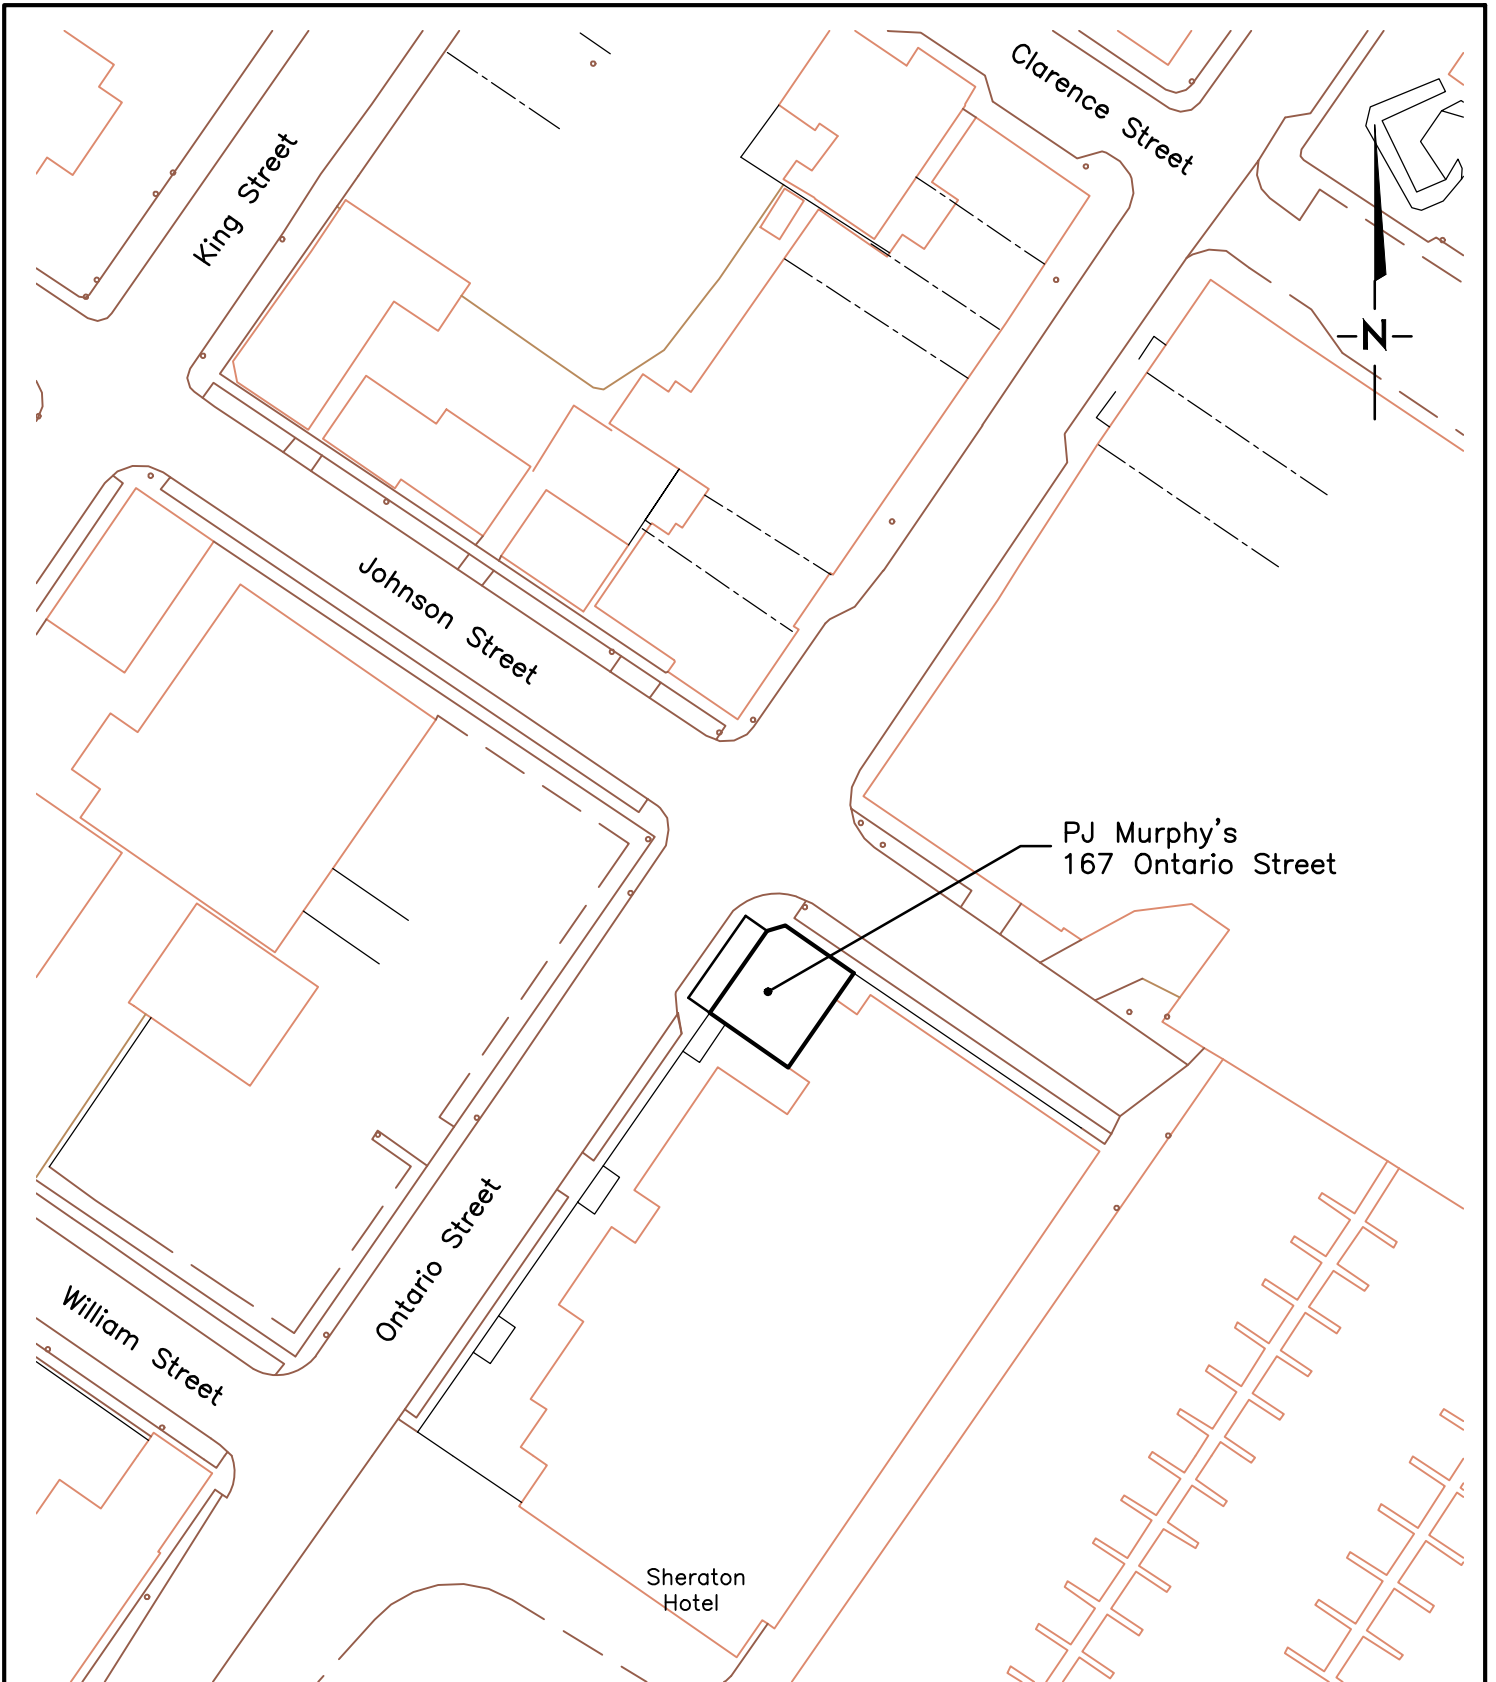 Clarence Street
King Street
N
Johnson Street
PJ Murphy's
167 Ontario Street
Ontario Street
William Street
Sheraton
Hotel